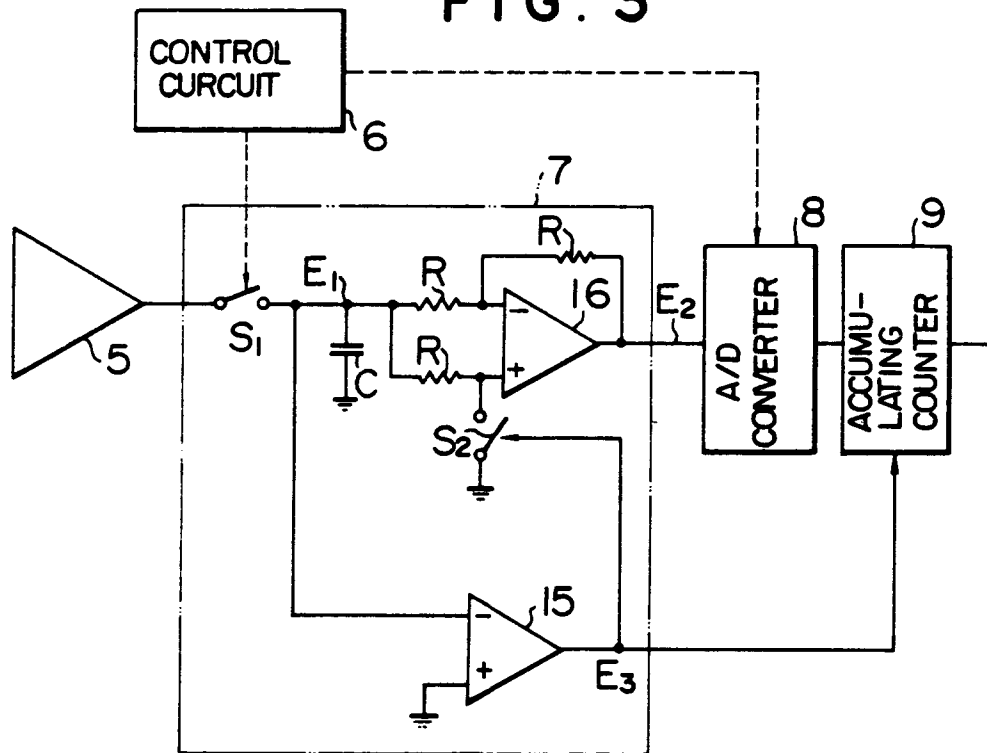 FIG. 3
CONTROL
CURCUIT
6
7
8
9
5
S1
E1
C
R
R
R
16
E2
S2
15
E3
A/D
CONVERTER
ACCUMU-
LATING
COUNTER
-
+
-
+